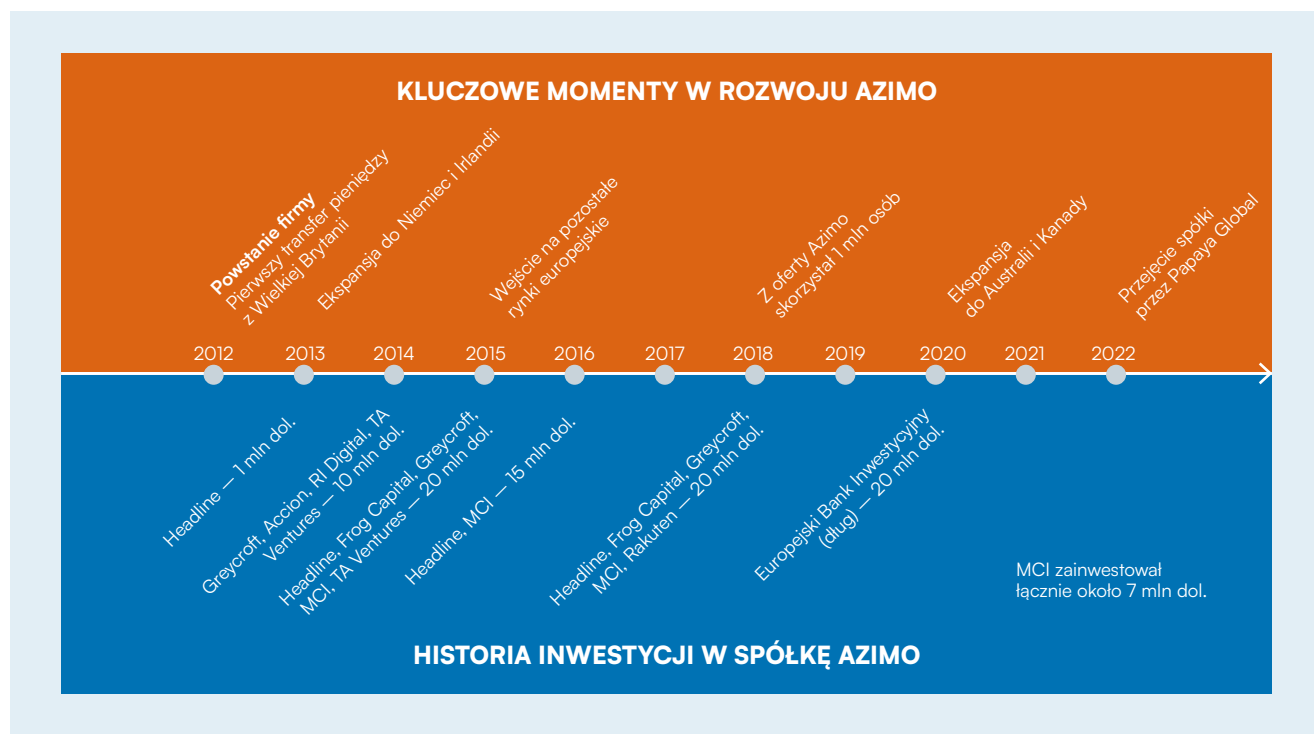 KLUCZOWE MOMENTY W ROZWOJU AZIMO
Powstanie firmy
Pierwszy transfer pieniędzy
z Wielkiej Brytanii
Ekspansja do Niemiec i Irlandii
Wejście na pozostałe
rynki europejskie
Z oferty Azimo
skorzystał 1 mln osób
Ekspansja
do Australii i Kanady
Przejęcie spółki
przez Papaya Global
2012 2013 2014 2015 2016 2017 2018 2019 2020 2021 2022
Headline — 1 mln dol.
Greycroft, Accion, RI Digital, TA
Ventures — 10 mln dol.
Headline, Frog Capital, Greycroft,
MCI, TA Ventures — 20 mln dol.
Headline, MCI — 15 mln dol.
Headline, Frog Capital, Greycroft,
MCI, Rakuten — 20 mln dol.
Europejski Bank Inwestycyjny
(dług) — 20 mln dol.
MCI zainwestował
łącznie około 7 mln dol.
HISTORIA INWESTYCJI W SPÓŁKĘ AZIMO